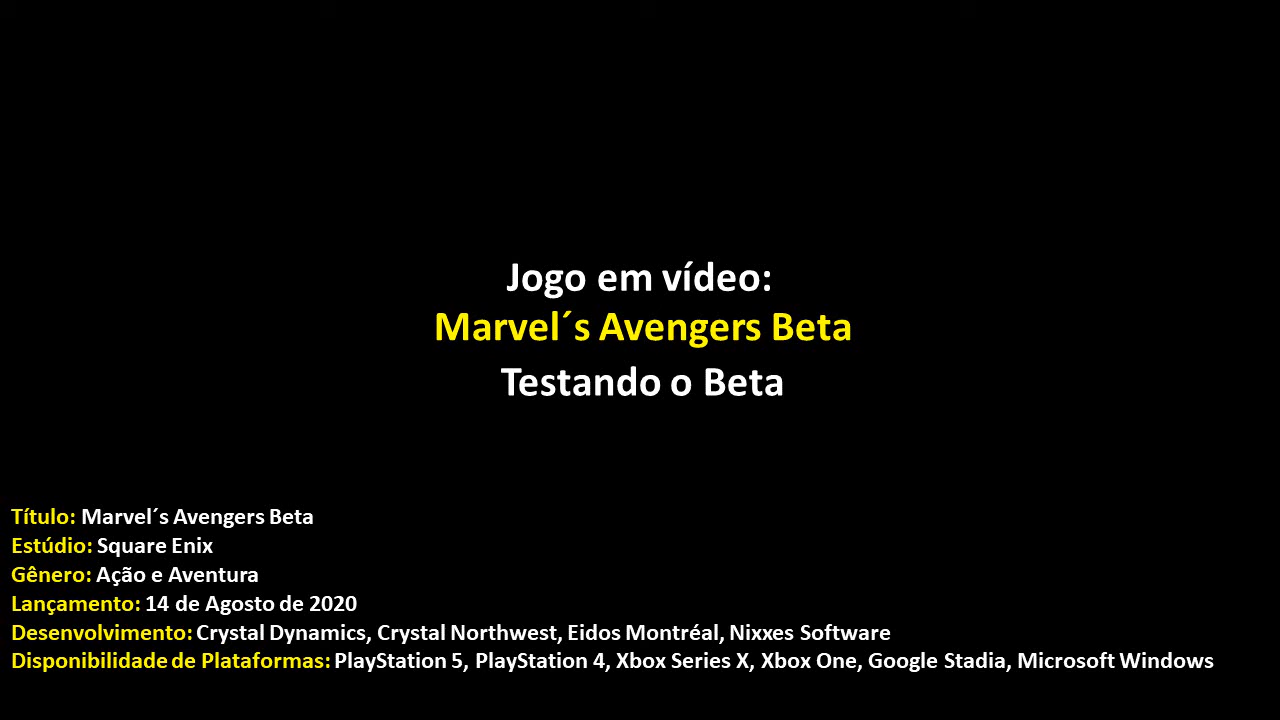 Jogo em vídeo:
Marvel´s Avengers Beta
Testando o Beta
Título: Marvel´s Avengers Beta
Estúdio: Square Enix
Gênero: Ação e Aventura
Lançamento: 14 de Agosto de 2020
Desenvolvimento: Crystal Dynamics, Crystal Northwest, Eidos Montréal, Nixxes Software
Disponibilidade de Plataformas: PlayStation 5, PlayStation 4, Xbox Series X, Xbox One, Google Stadia, Microsoft Windows